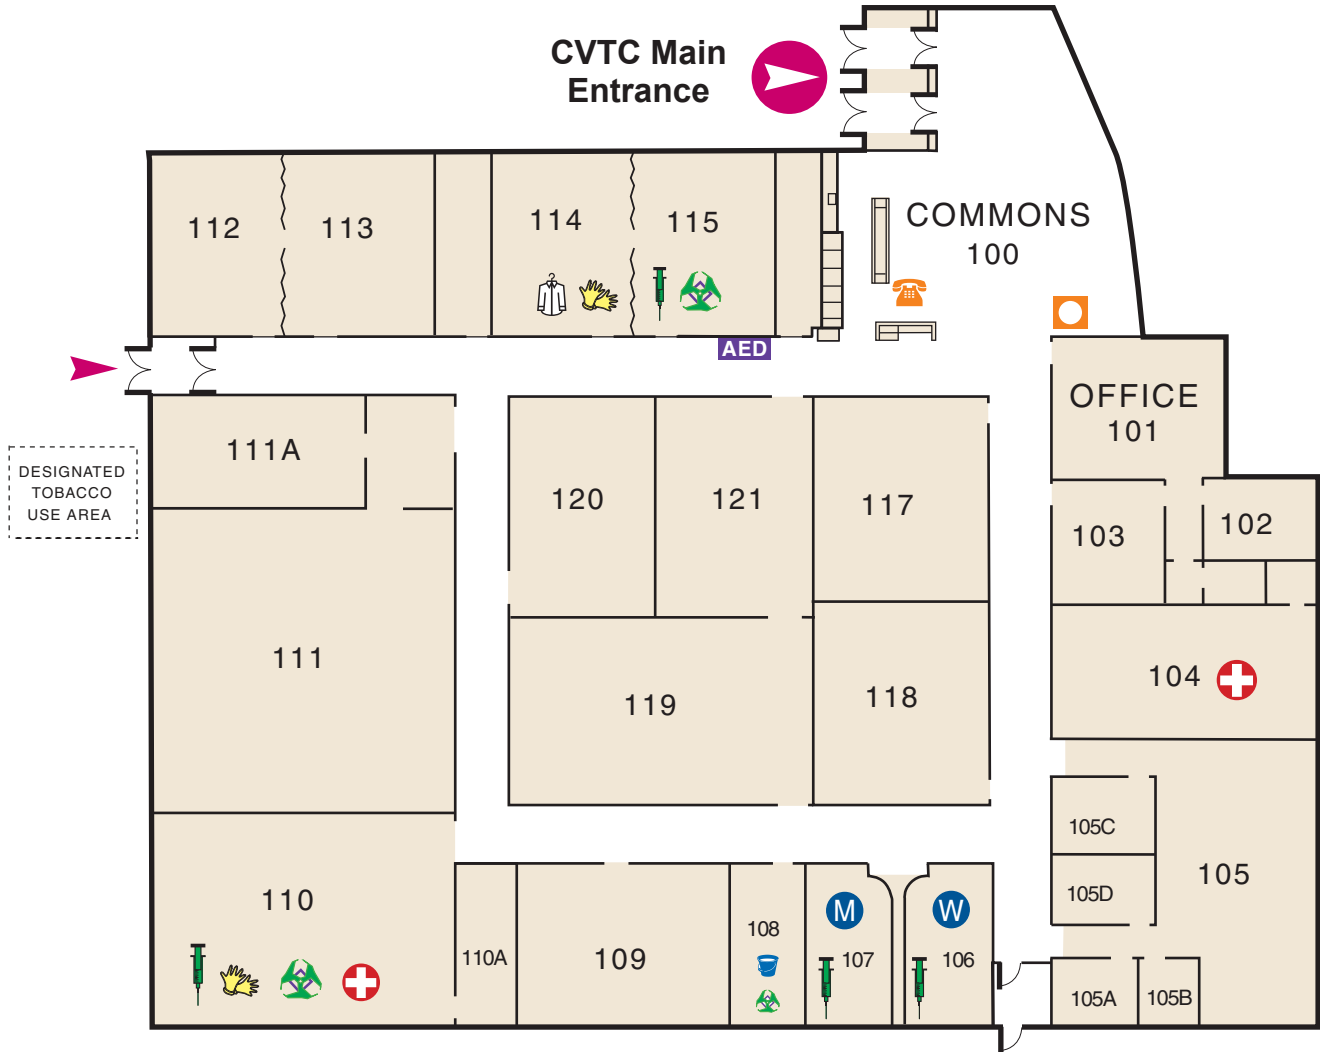 CVTC Main
Entrance
COMMONS
100
112
113
114
115
AED
OFFICE
101
111A
DESIGNATED
TOBACCO
USE AREA
120
121
117
103
102
111
119
118
104
105C
105D
105
110
110A
109
108
M
107
W
106
105A
105B